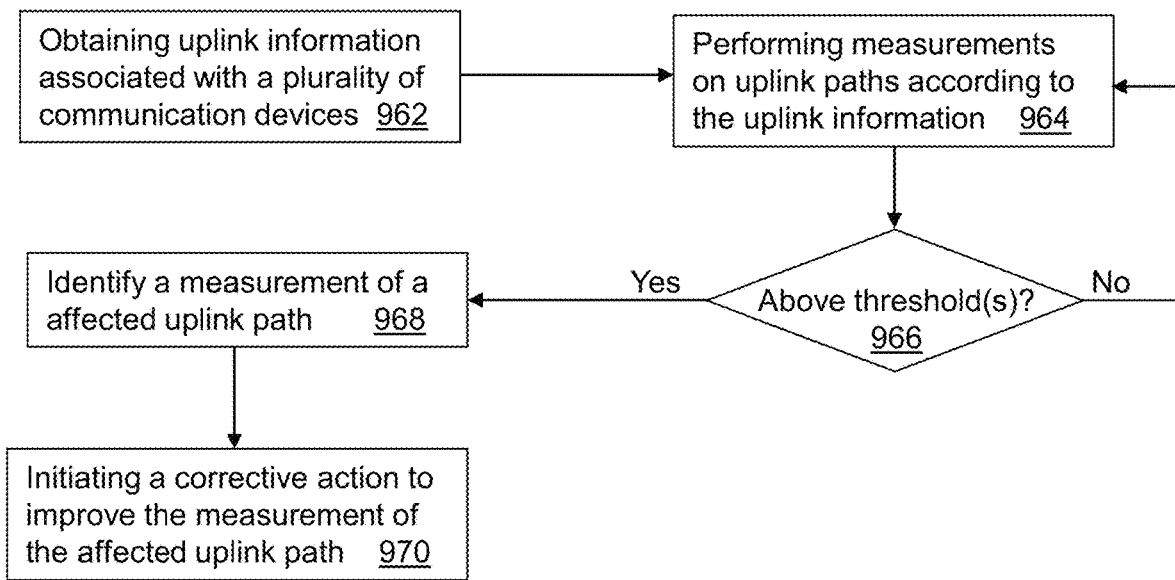 Obtaining uplink information
associated with a plurality of
communication devices 962
Performing measurements
on uplink paths according to
the uplink information 964
Above threshold(s)?
966
Yes
No
Identify a measurement of a
affected uplink path 968
Initiating a corrective action to
improve the measurement of
the affected uplink path 970